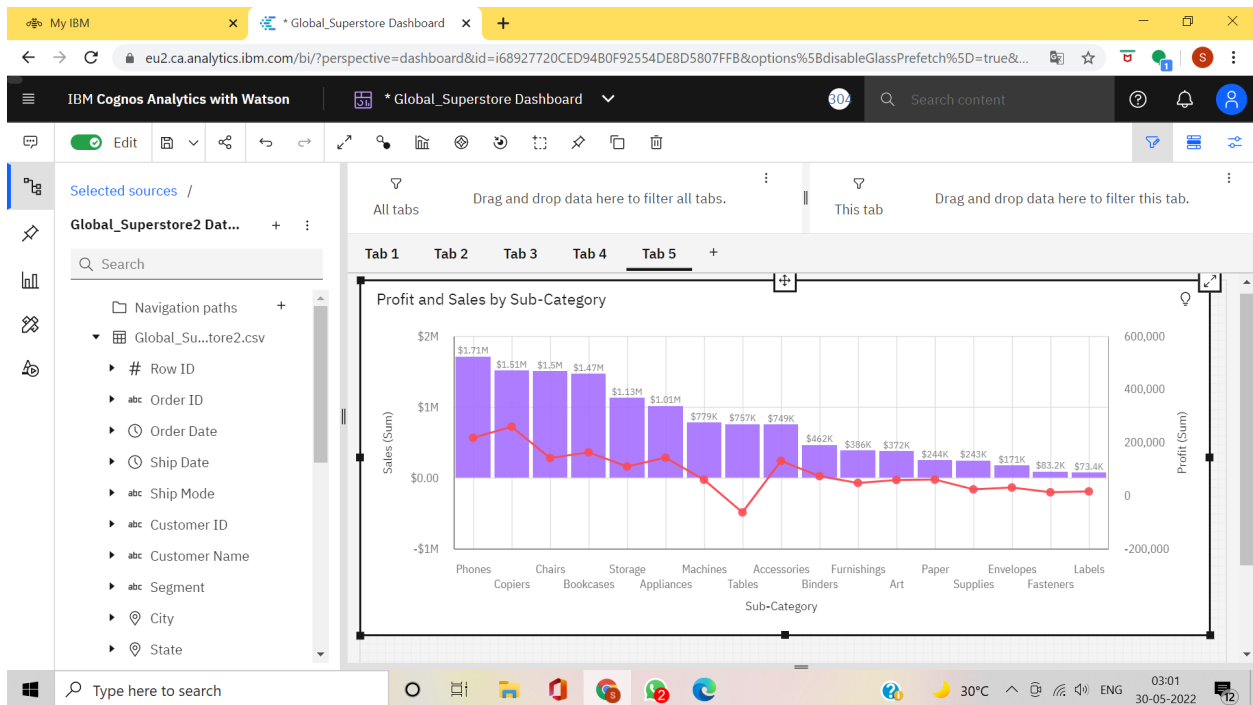 My IBM
* Global_Superstore Dashboard
eu2.ca.analytics.ibm.com/bi/?perspective=dashboard&id=i68927720CED94B0F92554DE8D5807FFB&options%5BdisableGlassPrefetch%5D=true&...
S
1
IBM Cognos Analytics with Watson
* Global_Superstore Dashboard
304
Search content
Edit
Selected sources /
Global_Superstore2 Dat...
Search
Navigation paths
Global_Su...tore2.csv
# Row ID
abc Order ID
Order Date
Ship Date
abc Ship Mode
abc Customer ID
abc Customer Name
abc Segment
City
State
All tabs
Drag and drop data here to filter all tabs.
This tab
Drag and drop data here to filter this tab.
Tab 1 Tab 2 Tab 3 Tab 4 Tab 5 +
Profit and Sales by Sub-Category
Sales (Sum)
$2M
$1M
$0.00
-$1M
$1.71M
$1.51M
$1.5M
$1.47M
$1.13M
$1.01M
$779K
$757K
$749K
$462K
$386K
$372K
$244K
$243K
$171K
$83.2K
$73.4K
600,000
400,000
200,000
0
-200,000
Profit (Sum)
Phones Chairs Storage Machines Accessories Furnishings Paper Envelopes Labels
Copiers Bookcases Appliances Tables Binders Art Supplies Fasteners
Sub-Category
Type here to search
S
2
30°C
ENG
03:01
30-05-2022
12